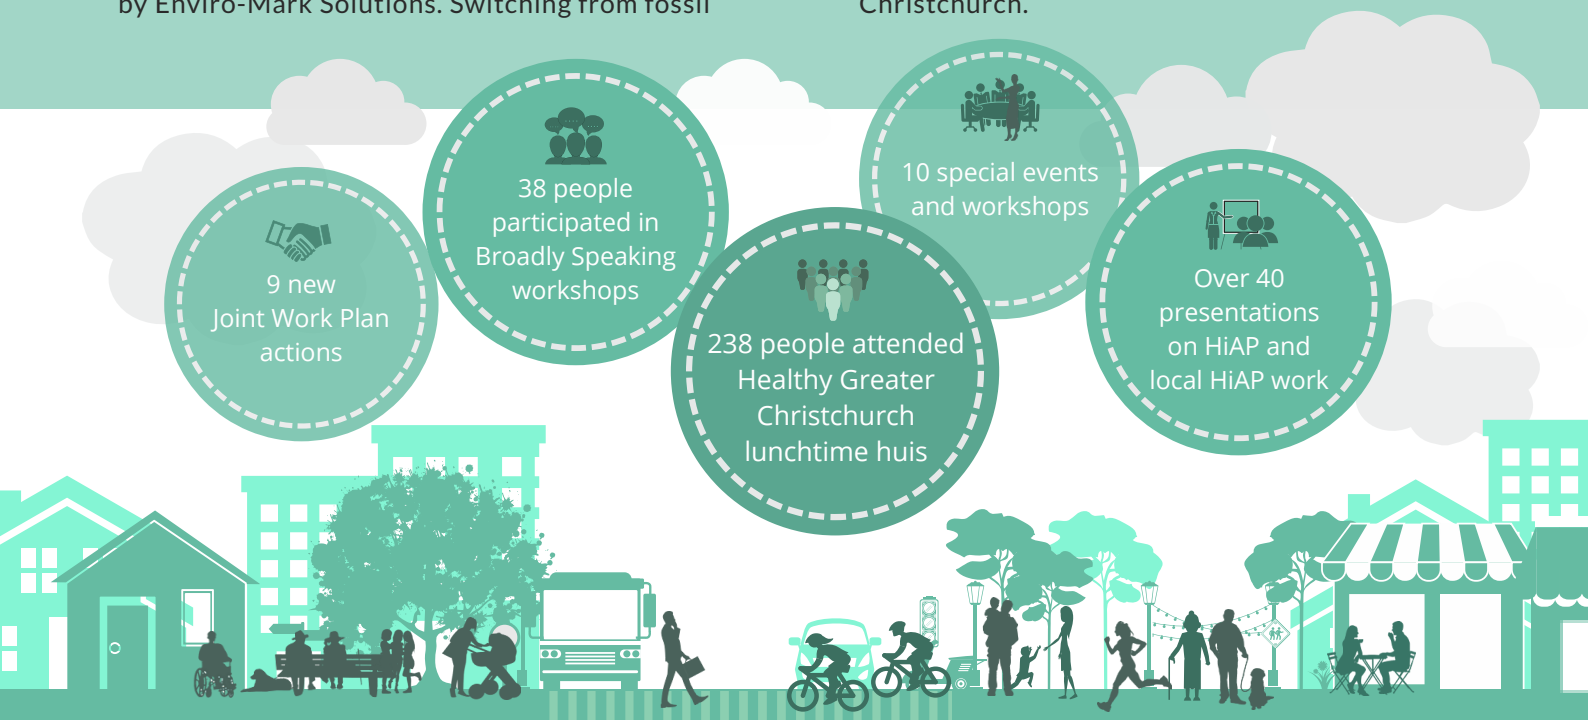 by Enviro-Mark Solutions. Switching from fossil
Christchurch.
9 new
Joint Work Plan
actions
38 people
participated in
Broadly Speaking
workshops
238 people attended
Healthy Greater
Christchurch
lunchtime huis
10 special events
and workshops
Over 40
presentations
on HiAP and
local HiAP work